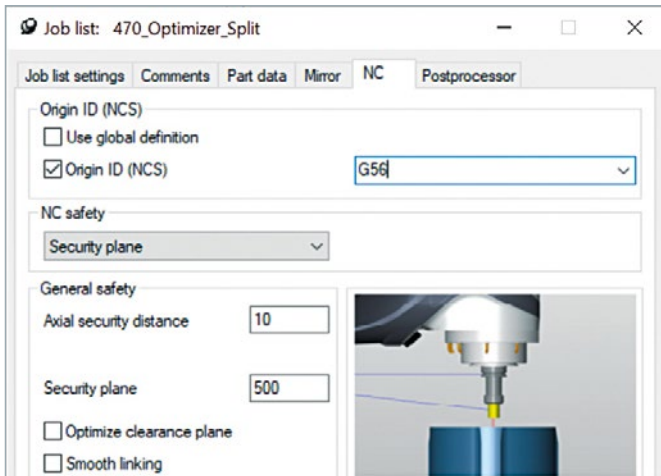 Job list: 470_Optimizer_Split
Job list settings Comments Part data Mirror NC Postprocessor
Origin ID (NCS)
Use global definition
Origin ID (NCS) G56
NC safety
Security plane
General safety
Axial security distance 10
Security plane 500
Optimize clearance plane
Smooth linking